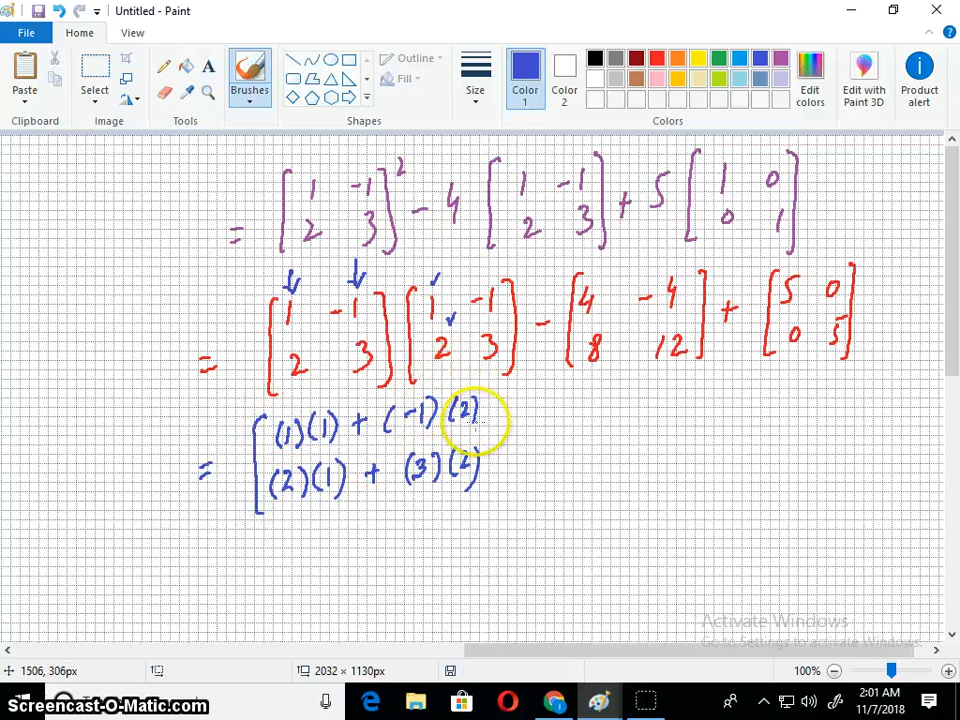 Untitled - Paint
File Home View
Paste Select Brushes Outline Fill Size Color 1 Color 2 Edit colors Edit with Paint 3D Product alert
Clipboard Image Tools Shapes Colors
= [1 -1 2 3]² - 4 [1 -1 2 3] + 5 [1 0 0 1]
= [1 -1 2 3] [1 -1 2 3] - [4 -4 8 12] + [5 0 0 5]
= [(1)(1) + (-1)(2)
(2)(1) + (3)(2)
Activate Windows
Go to Settings to activate Windows.
1506, 306px 2032 × 1130px 100%
Screencast-O-Matic.com 2:01 AM
11/7/2018